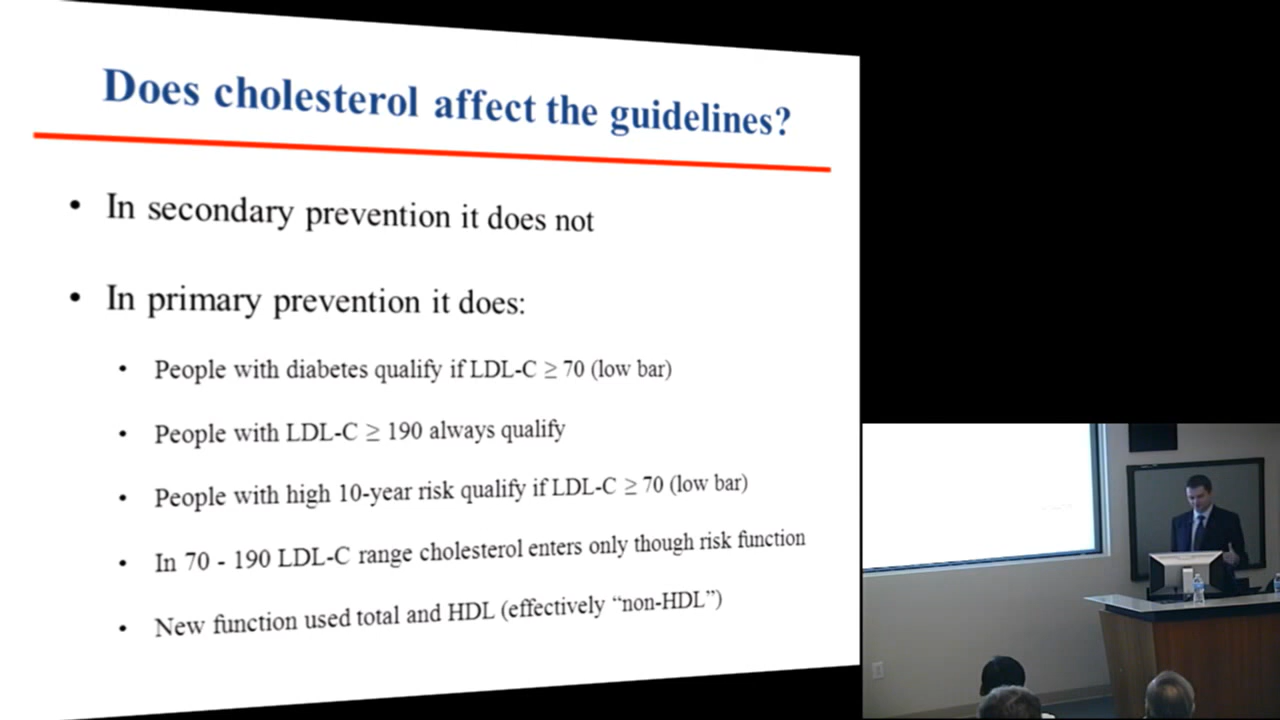 Does cholesterol affect the guidelines?
• In secondary prevention it does not
• In primary prevention it does:
• People with diabetes qualify if LDL-C ≥ 70 (low bar)
• People with LDL-C ≥ 190 always qualify
• People with high 10-year risk qualify if LDL-C ≥ 70 (low bar)
• In 70 - 190 LDL-C range cholesterol enters only though risk function
• New function used total and HDL (effectively “non-HDL”)